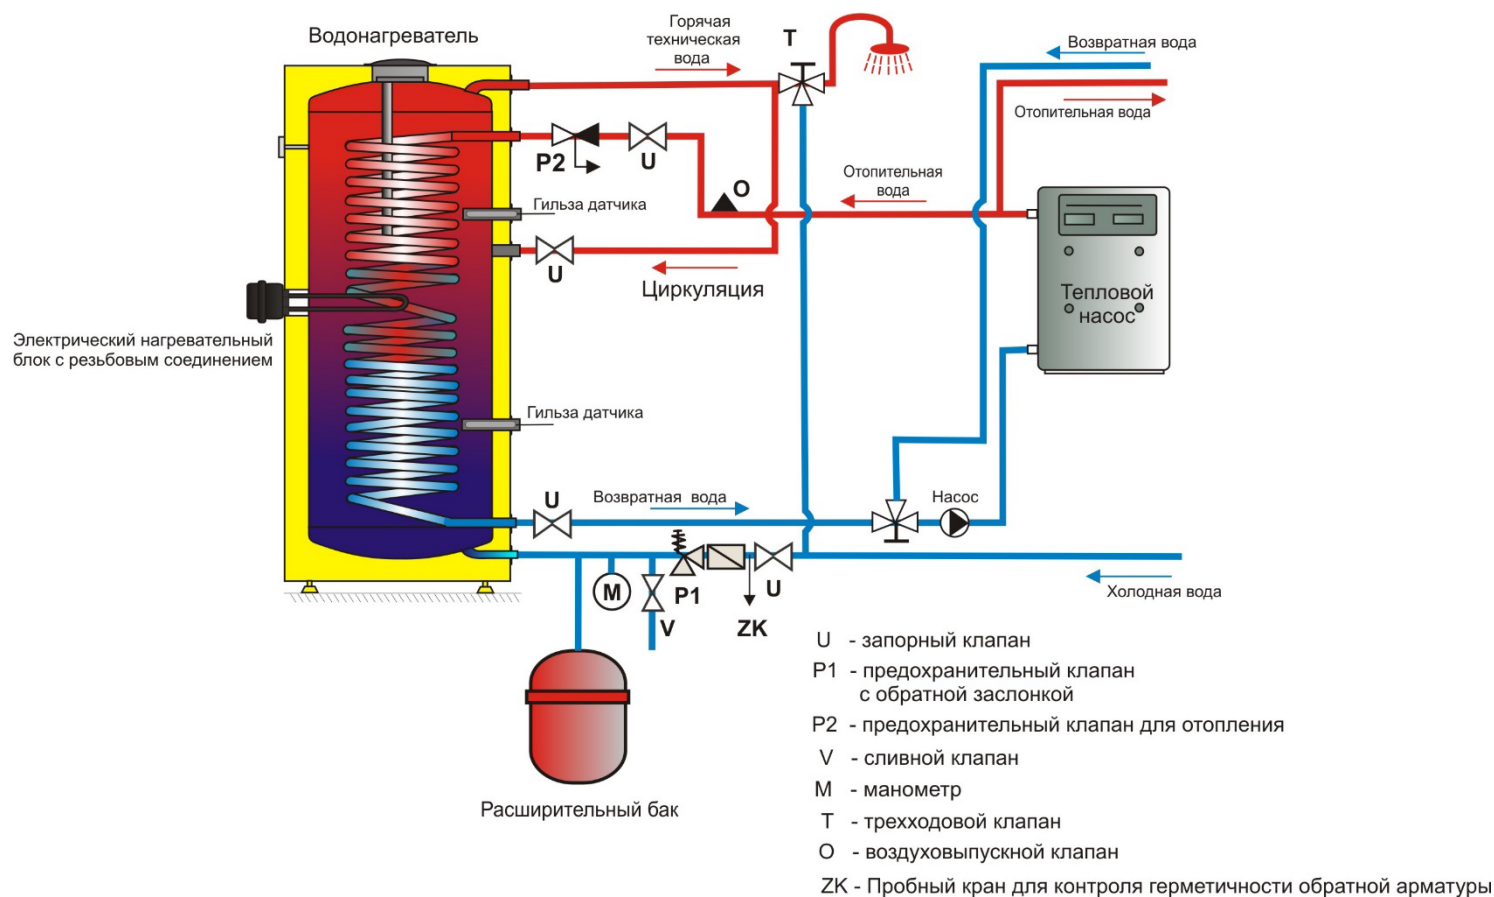 Водонагреватель
Горячая
техническая
вода
T
Возвратная вода
Отопительная вода
P2
U
O
Отопительная
вода
Гильза датчика
U
Циркуляция
Тепловой
насос
Электрический нагревательный
блок с резьбовым соединением
Гильза датчика
U
Возвратная вода
Насос
M
V
P1
ZK
U
Холодная вода
Расширительный бак
U - запорный клапан
P1 - предохранительный клапан
с обратной заслонкой
P2 - предохранительный клапан для отопления
V - сливной клапан
M - манометр
T - трехходовой клапан
O - воздуховыпускной клапан
ZK - Пробный кран для контроля герметичности обратной арматуры